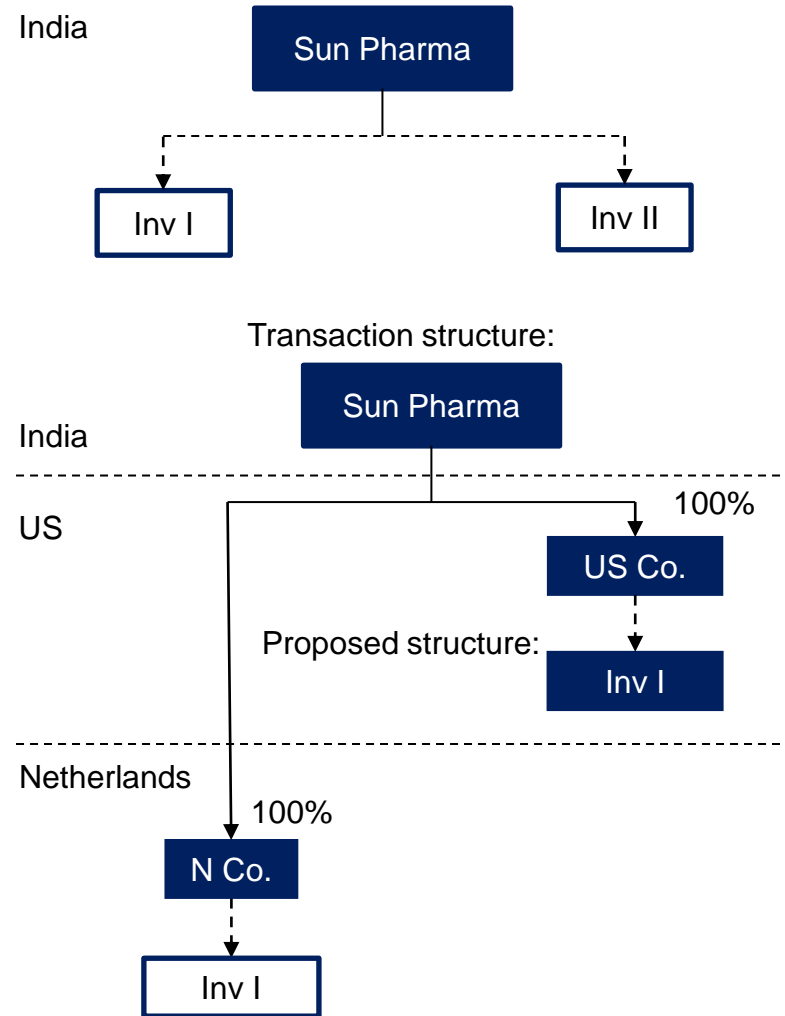 India
Sun Pharma
Inv I
Inv II
Transaction structure:
Sun Pharma
India
100%
US
US Co.
Proposed structure:
Inv I
Netherlands
100%
N Co.
Inv I